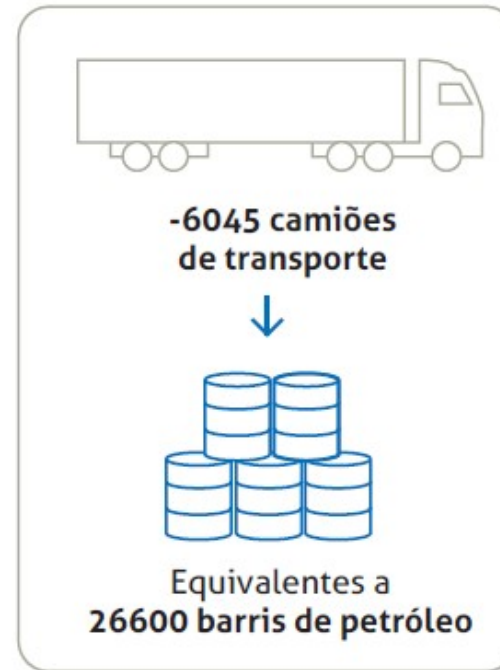 -6045 camiões
de transporte
Equivalentes a
26600 barris de petróleo